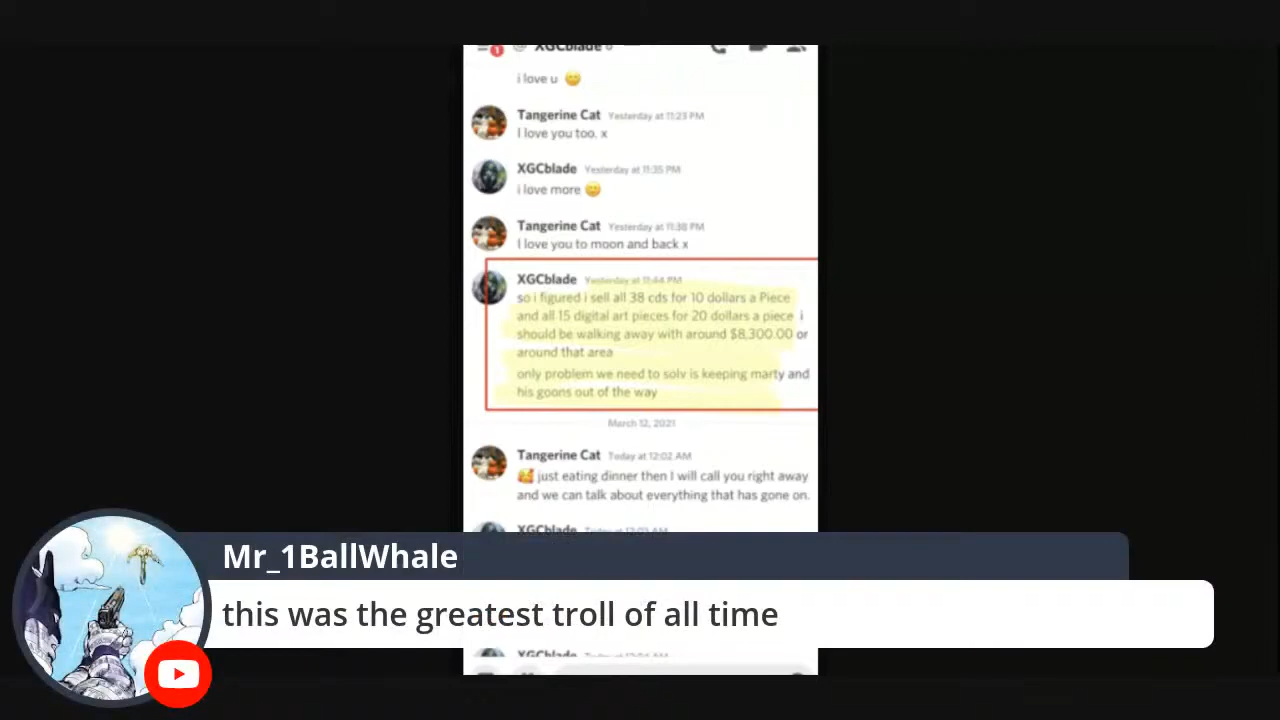 1
@ XGCblade
i love u
Tangerine Cat Yesterday at 11:23 PM
I love you too. x
XGCblade Yesterday at 11:35 PM
i love more
Tangerine Cat Yesterday at 11:38 PM
I love you to moon and back x
XGCblade Yesterday at 11:44 PM
so i figured i sell all 38 cds for 10 dollars a Piece
and all 15 digital art pieces for 20 dollars a piece i
should be walking away with around $8,300.00 or
around that area
only problem we need to solv is keeping marty and
his goons out of the way
March 12, 2021
Tangerine Cat Today at 12:02 AM
just eating dinner then I will call you right away
and we can talk about everything that has gone on.
XGCblade Today at 12:03 AM
Mr_1BallWhale
this was the greatest troll of all time
XGCblade